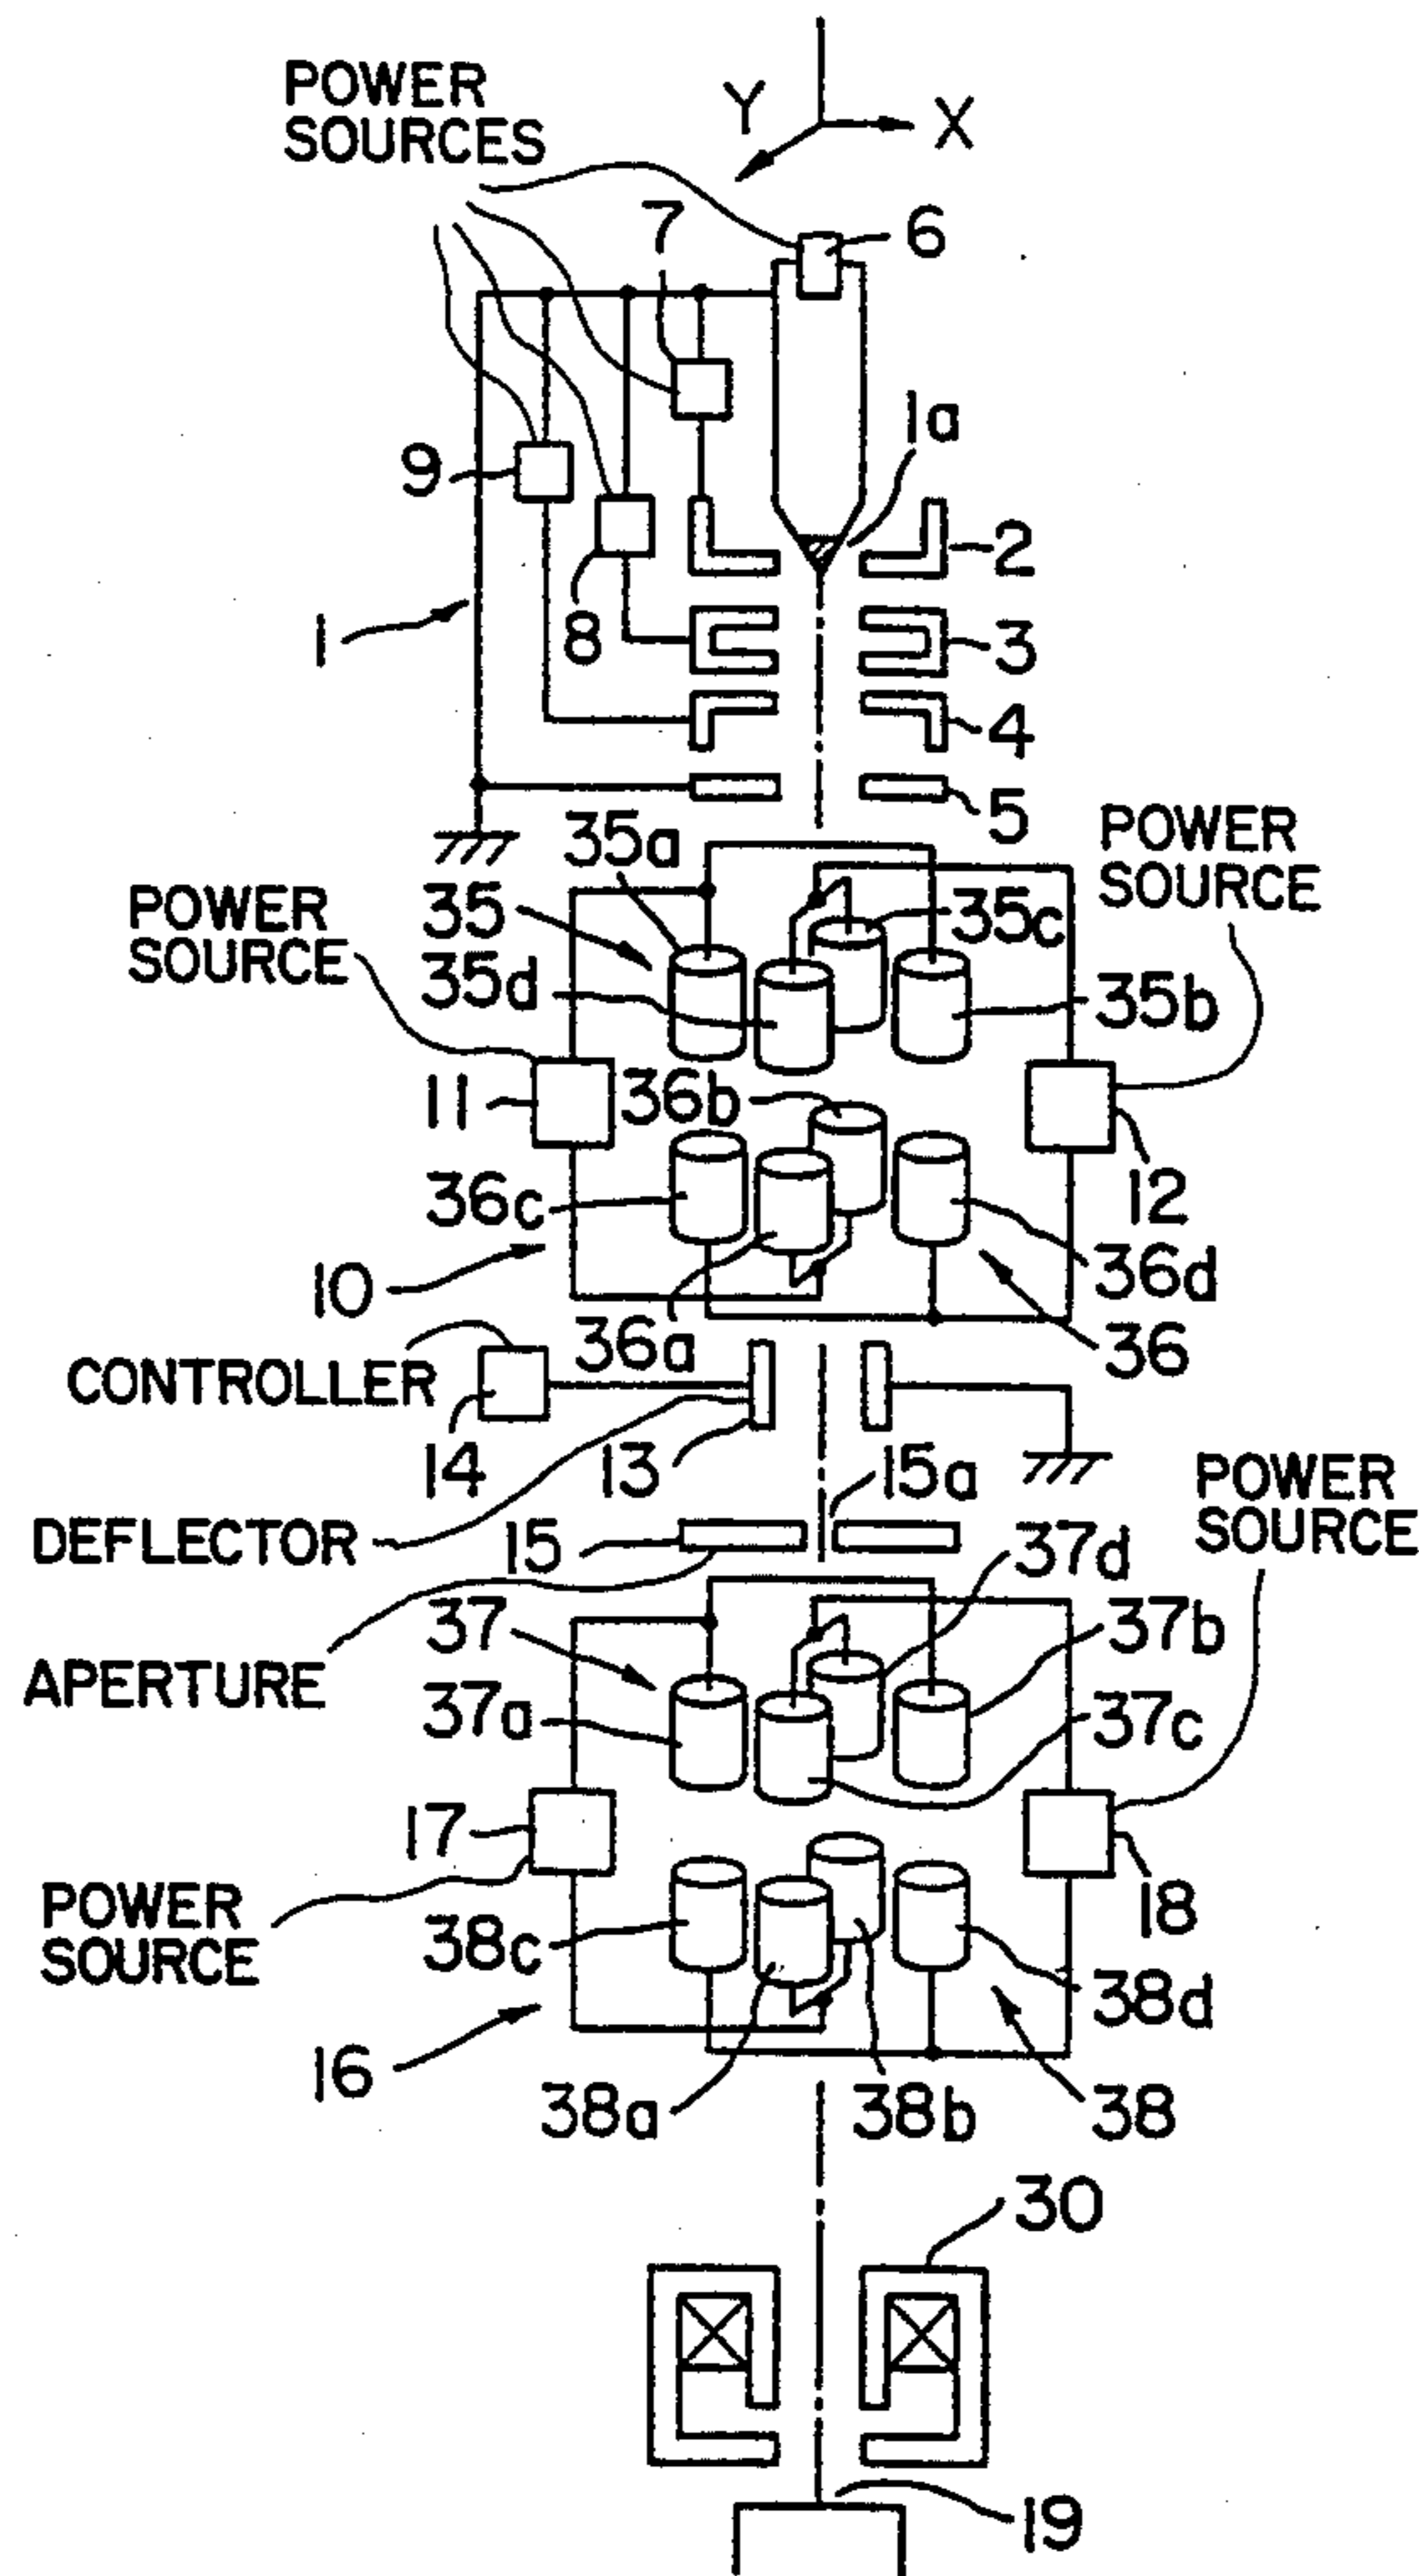 POWER
SOURCES
Y
X
7
6
1a
9
2
8
1
3
4
5
35a
POWER
SOURCE
POWER
SOURCE
35
35c
35d
35b
11
36b
12
36c
36d
10
36a
36
CONTROLLER
14
13
15a
POWER
SOURCE
DEFLECTOR
15
37d
37
37b
APERTURE
37a
37c
17
18
POWER
SOURCE
38c
38d
16
38a
38b
38
30
19